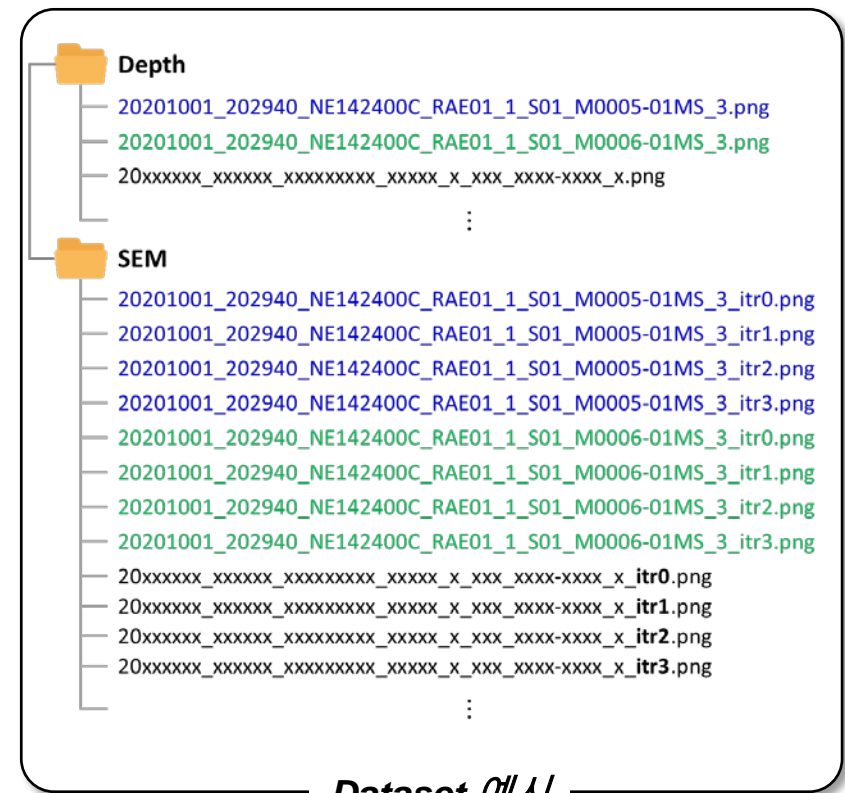 Depth
20201001_202940_NE142400C_RAE01_1_S01_M0005-01MS_3.png
20201001_202940_NE142400C_RAE01_1_S01_M0006-01MS_3.png
20xxxxxx_xxxxxx_xxxxxxxxx_xxxxx_x_xxx_xxxx-xxxx_x.png
⋮
SEM
20201001_202940_NE142400C_RAE01_1_S01_M0005-01MS_3_itr0.png
20201001_202940_NE142400C_RAE01_1_S01_M0005-01MS_3_itr1.png
20201001_202940_NE142400C_RAE01_1_S01_M0005-01MS_3_itr2.png
20201001_202940_NE142400C_RAE01_1_S01_M0005-01MS_3_itr3.png
20201001_202940_NE142400C_RAE01_1_S01_M0006-01MS_3_itr0.png
20201001_202940_NE142400C_RAE01_1_S01_M0006-01MS_3_itr1.png
20201001_202940_NE142400C_RAE01_1_S01_M0006-01MS_3_itr2.png
20201001_202940_NE142400C_RAE01_1_S01_M0006-01MS_3_itr3.png
20xxxxxx_xxxxxx_xxxxxxxxx_xxxxx_x_xxx_xxxx-xxxx_x_itr0.png
20xxxxxx_xxxxxx_xxxxxxxxx_xxxxx_x_xxx_xxxx-xxxx_x_itr1.png
20xxxxxx_xxxxxx_xxxxxxxxx_xxxxx_x_xxx_xxxx-xxxx_x_itr2.png
20xxxxxx_xxxxxx_xxxxxxxxx_xxxxx_x_xxx_xxxx-xxxx_x_itr3.png
⋮
Dataset 예시